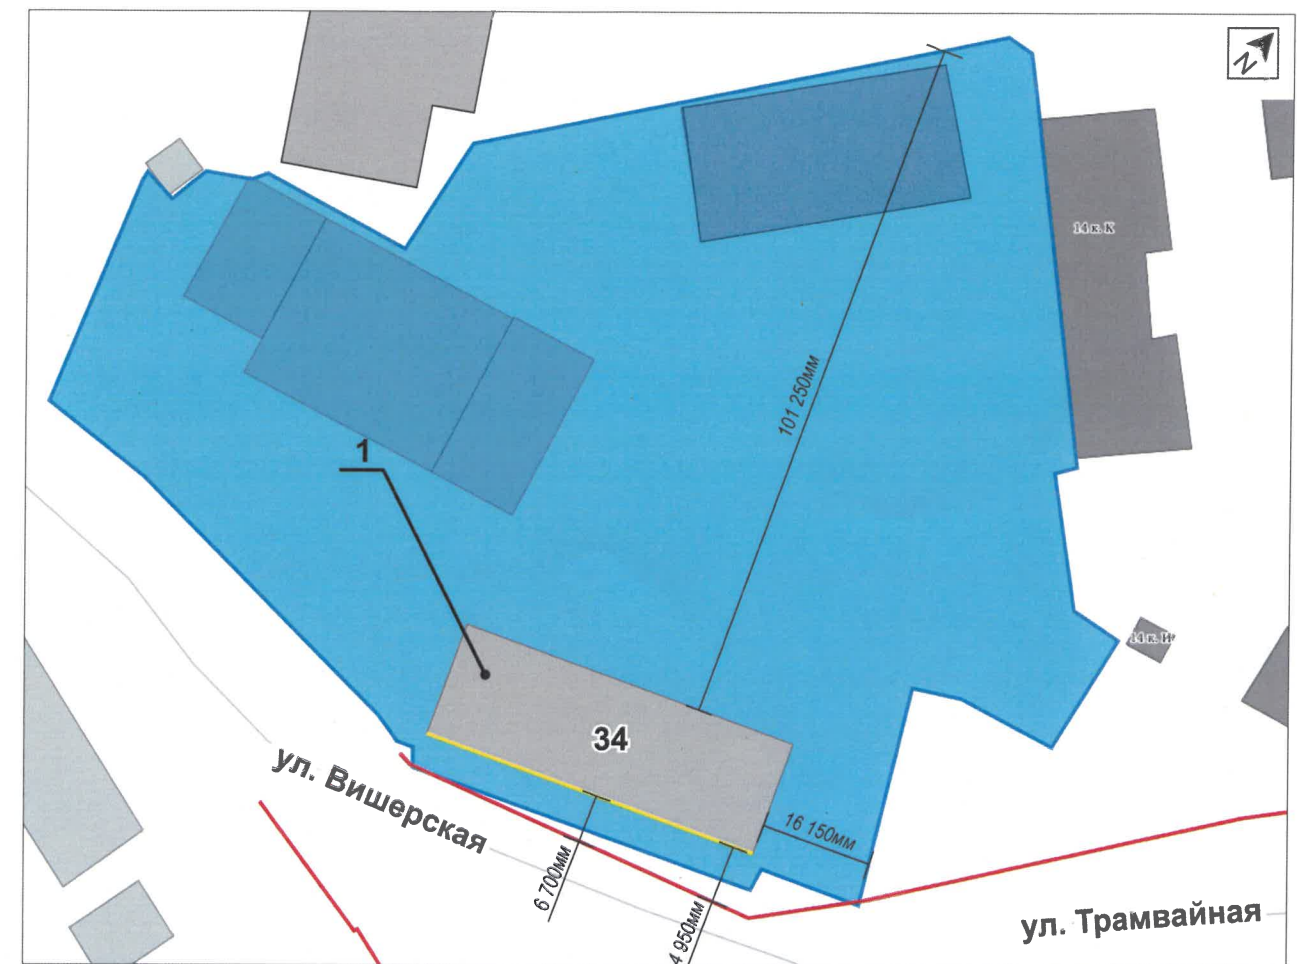 N
14 к. К
101 250мм
1
14 к. И
34
ул. Вишерская
16 150мм
6 700мм
4 950мм
ул. Трамвайная